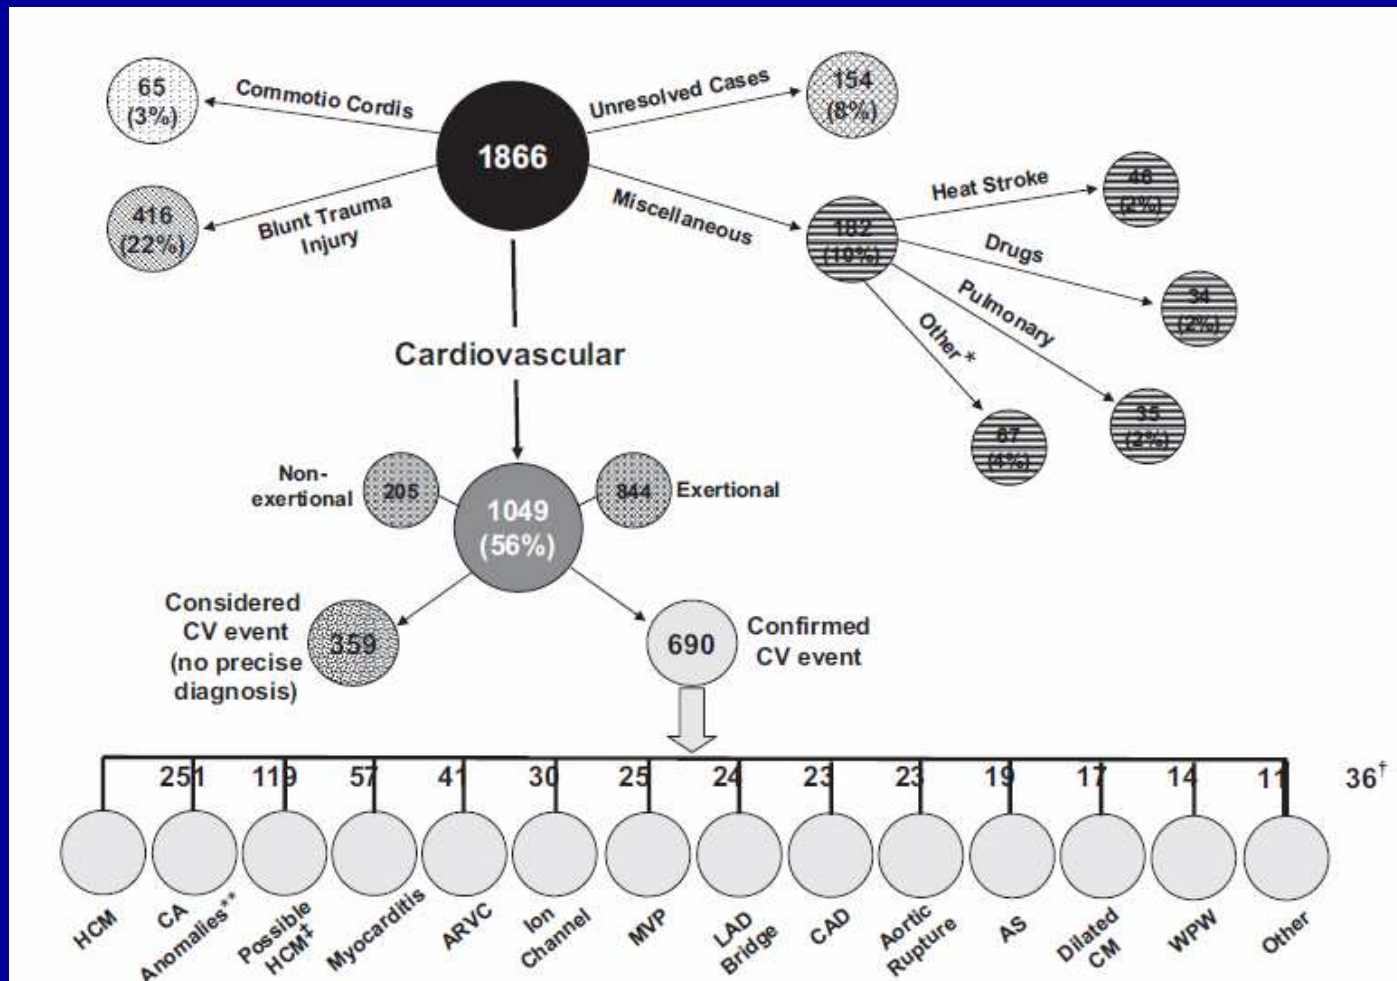 65
(3%)
Commotio Cordis
1866
Unresolved Cases
154
(8%)
416
(22%)
Blunt Trauma
Injury
Miscellaneous
182
(10%)
Heat Stroke
46
(2%)
Drugs
34
(2%)
Pulmonary
35
(2%)
Other*
67
(4%)
Cardiovascular
Non-
exertional
205
844
Exertional
1049
(56%)
Considered
CV event
(no precise
diagnosis)
359
690
Confirmed
CV event
251 119 57 41 30 25 24 23 23 19 17 14 11 36†
HCM
CA
Anomalies**
Possible
HCM‡
Myocarditis
ARVC
Ion
Channel
MVP
LAD
Bridge
CAD
Aortic
Rupture
AS
Dilated
CM
WPW
Other